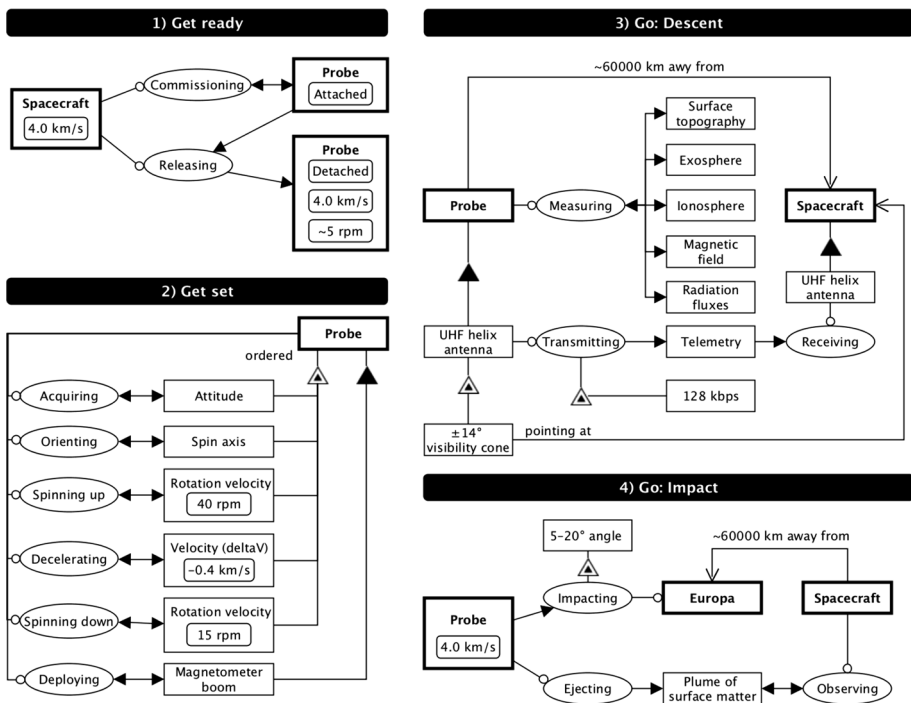 1) Get ready
Spacecraft
4.0 km/s
Commissioning
Releasing
Probe
Attached
Probe
Detached
4.0 km/s
~5 rpm
2) Get set
Probe
ordered
Acquiring
Attitude
Orienting
Spin axis
Spinning up
Rotation velocity
40 rpm
Decelerating
Velocity (deltaV)
-0.4 km/s
Spinning down
Rotation velocity
15 rpm
Deploying
Magnetometer
boom
3) Go: Descent
~60000 km awy from
Probe
Measuring
Surface
topography
Exosphere
Ionosphere
Magnetic
field
Radiation
fluxes
Spacecraft
UHF helix
antenna
UHF helix
antenna
Transmitting
Telemetry
Receiving
128 kbps
±14°
visibility cone
pointing at
4) Go: Impact
5-20° angle
~60000 km away from
Probe
4.0 km/s
Impacting
Europa
Spacecraft
Ejecting
Plume of
surface matter
Observing